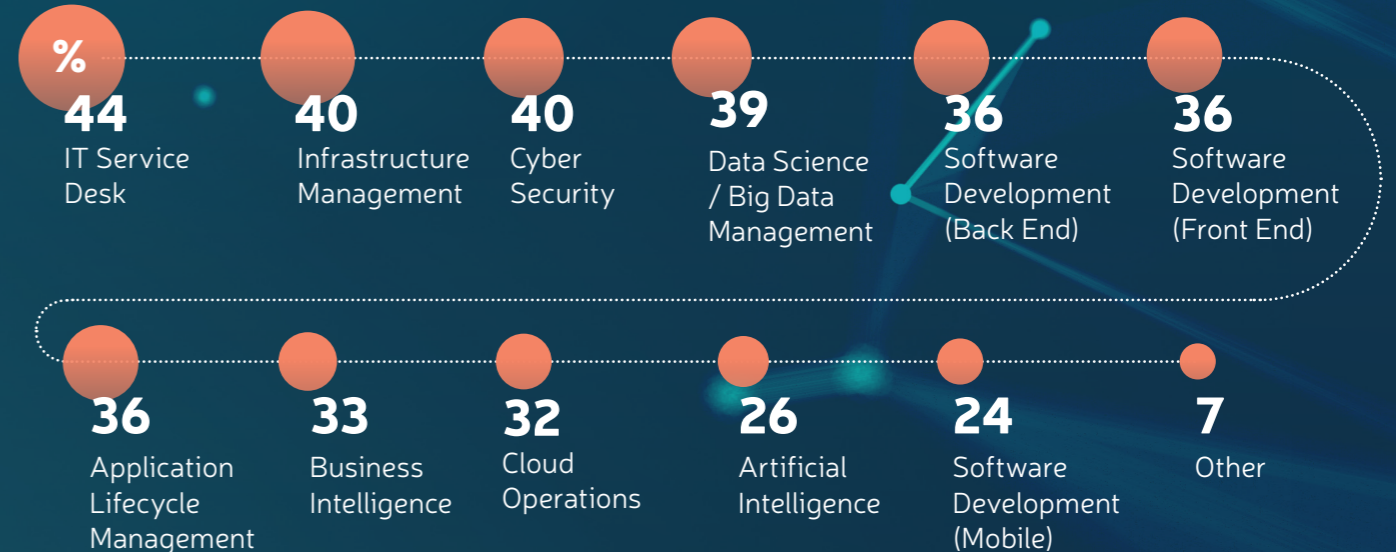 %
44
IT Service
Desk
40
Infrastructure
Management
40
Cyber
Security
39
Data Science
/ Big Data
Management
36
Software
Development
(Back End)
36
Software
Development
(Front End)
36
Application
Lifecycle
Management
33
Business
Intelligence
32
Cloud
Operations
26
Artificial
Intelligence
24
Software
Development
(Mobile)
7
Other